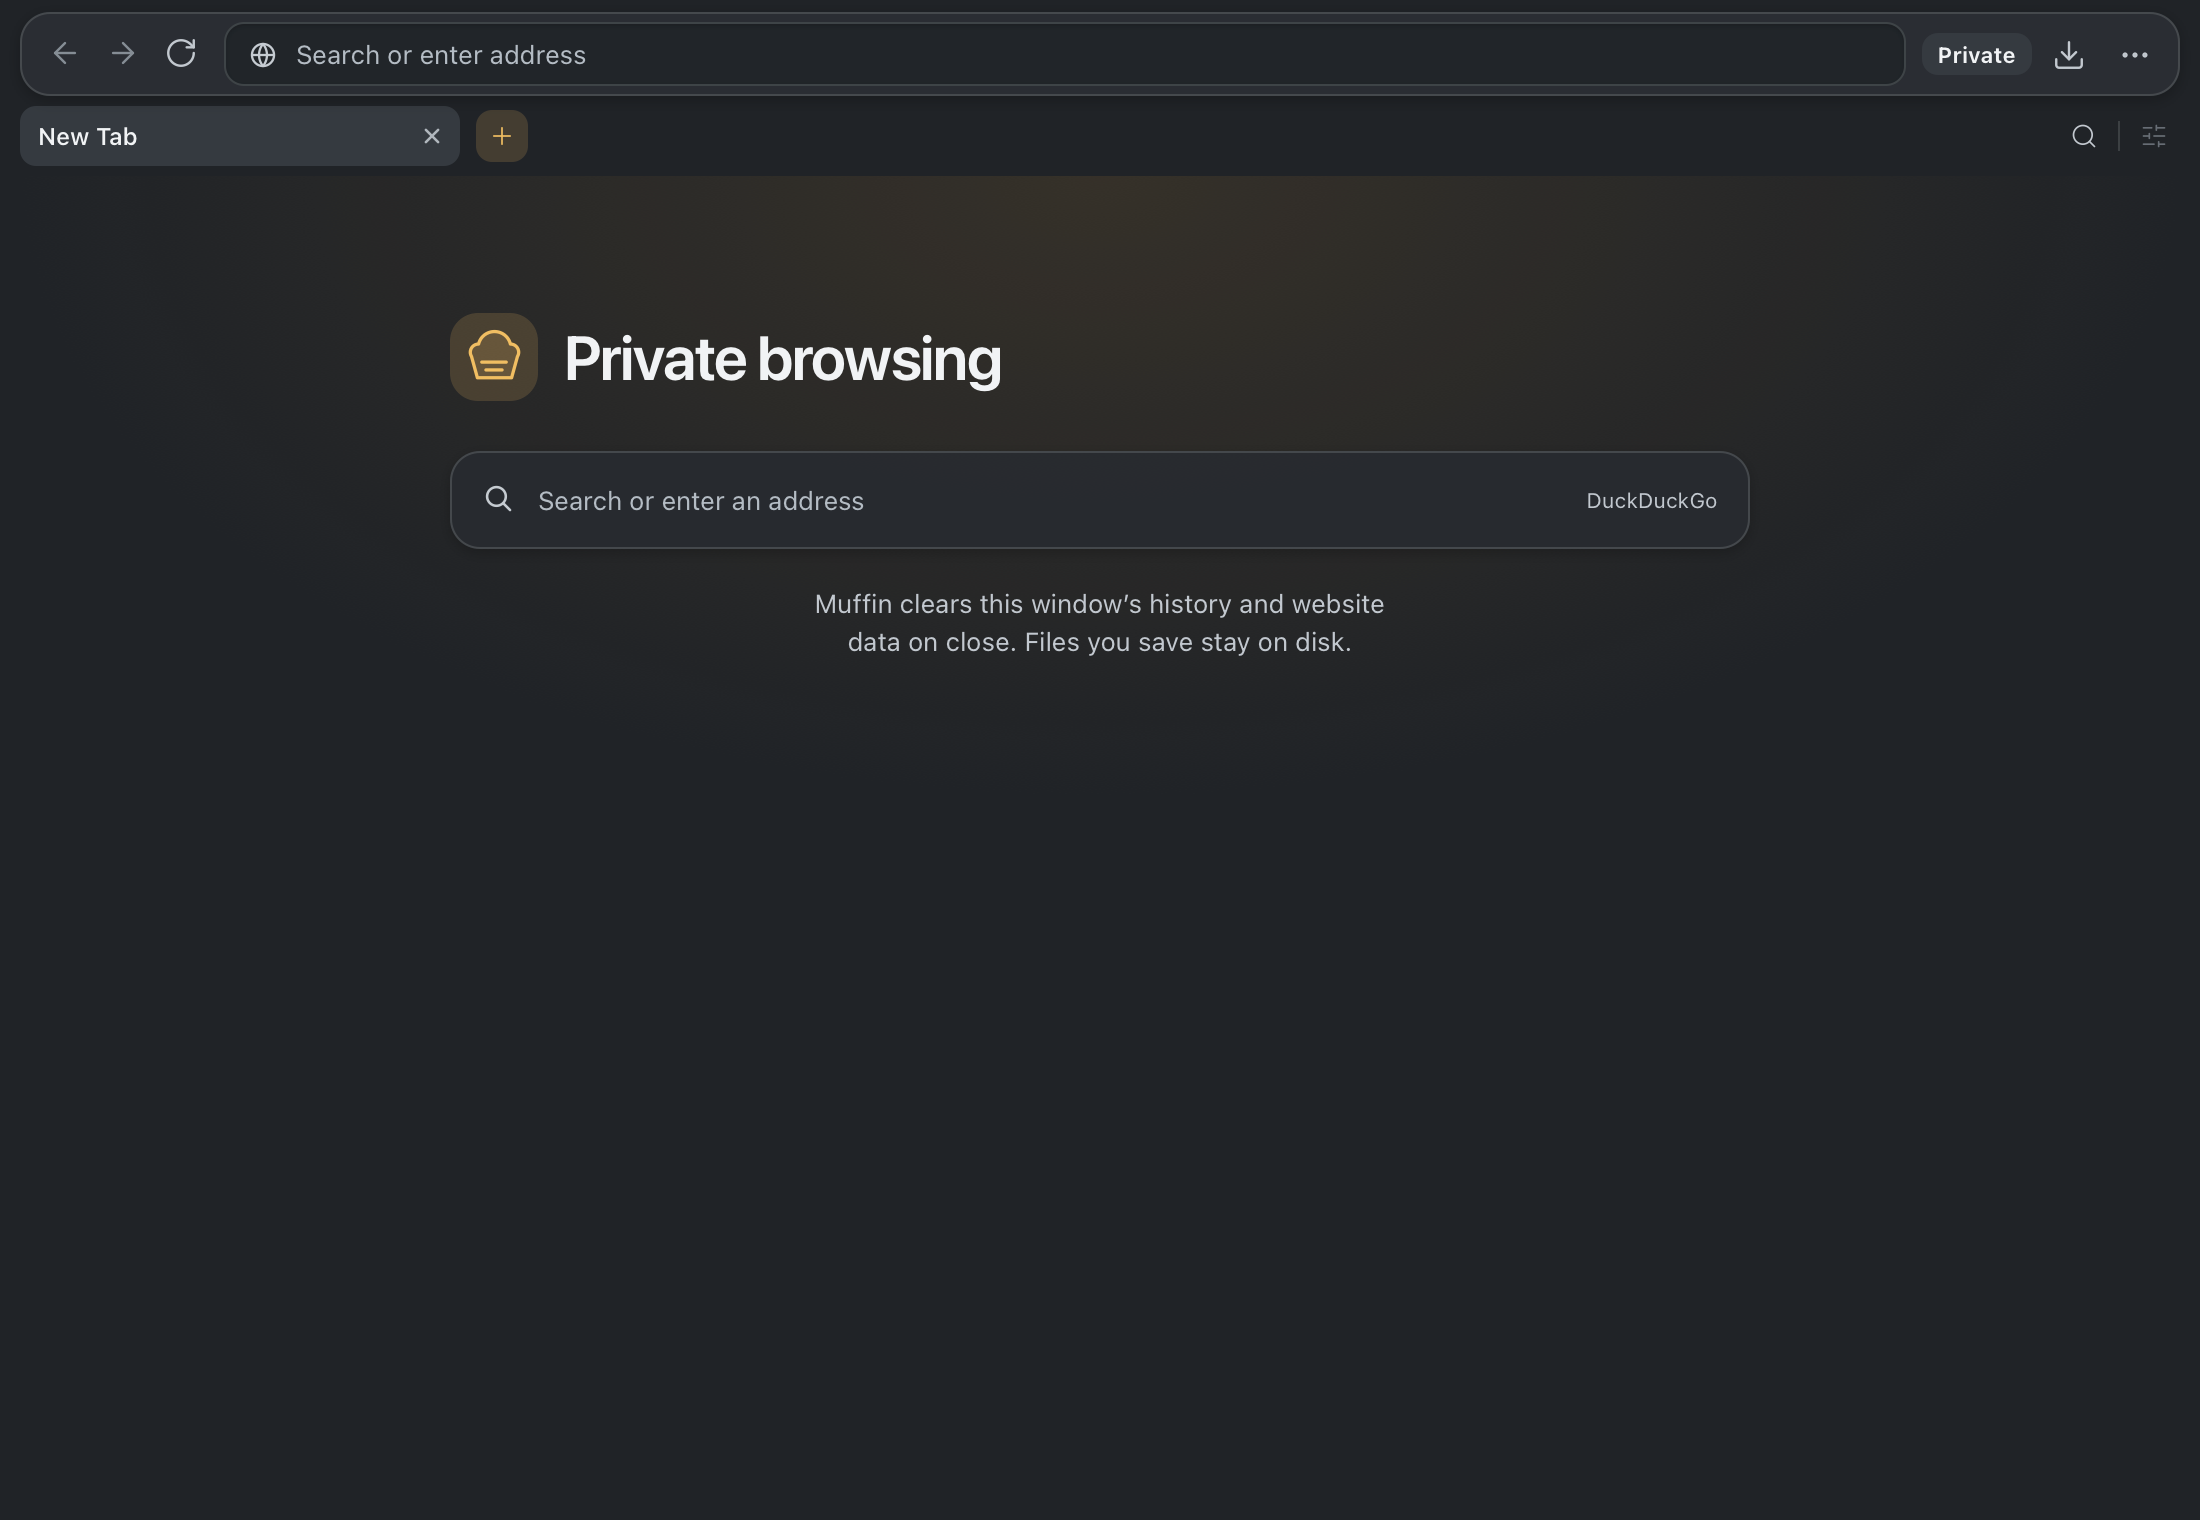 Search or enter address
Private
New Tab
Private browsing
Search or enter an address
DuckDuckGo
Muffin clears this window’s history and website
data on close. Files you save stay on disk.